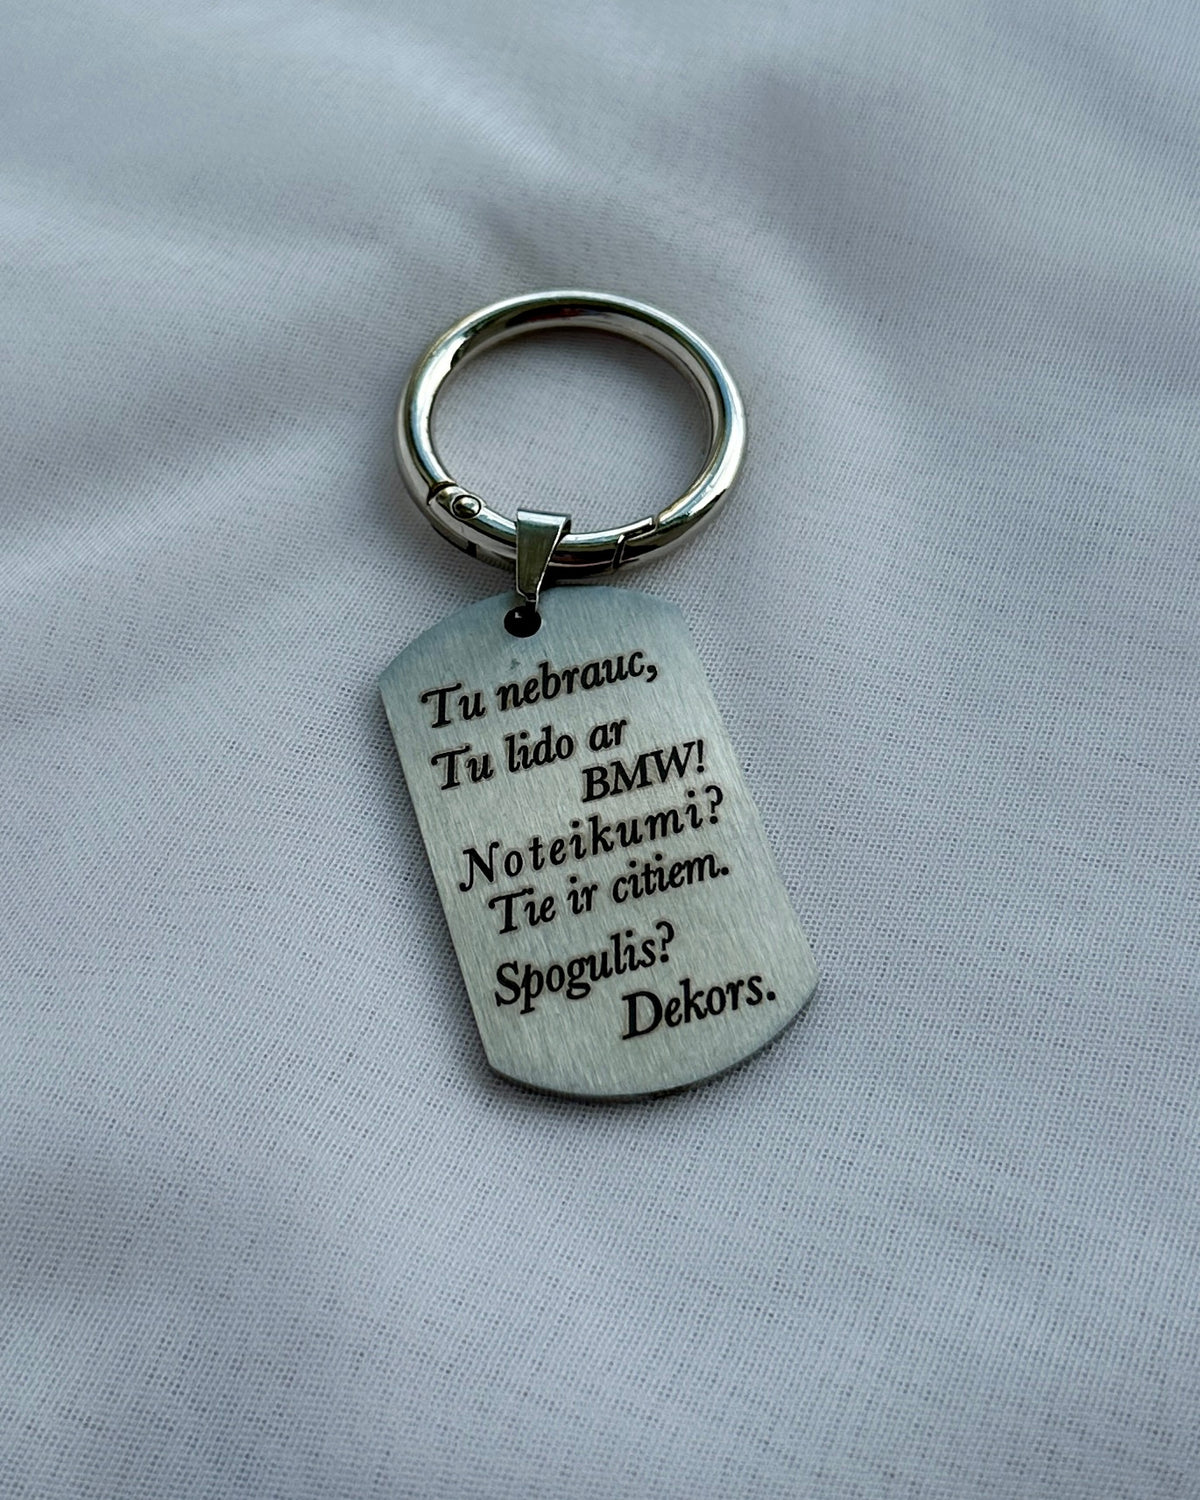 Tu nebrauc,
Tu lido ar
BMW!
Noteikumi?
Tie ir citiem.
Spogulis?
Dekors.